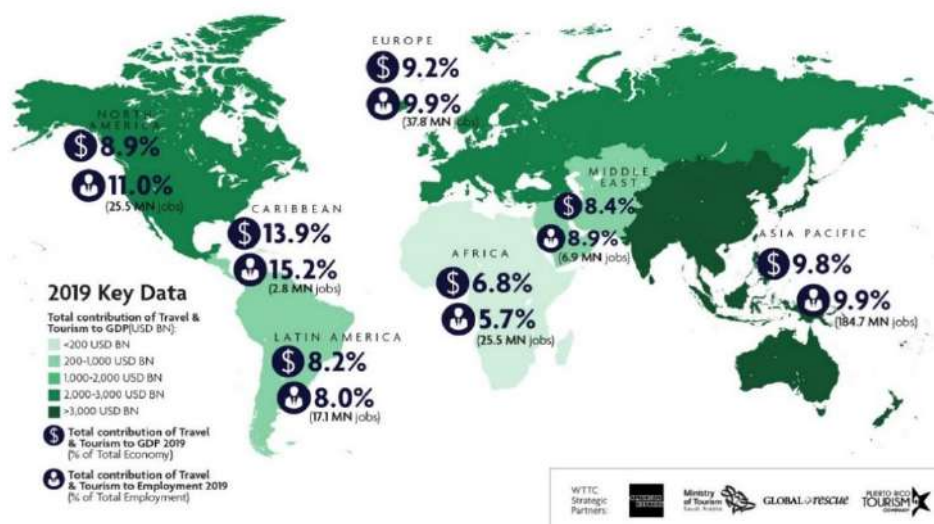 EUROPE
9.2%
9.9%
(37.8 MN jobs)
NORTH
AMERICA
8.9%
11.0%
(25.5 MN jobs)
CARIBBEAN
13.9%
15.2%
(2.8 MN jobs)
MIDDLE
EAST
8.4%
8.9%
(6.9 MN jobs)
AFRICA
6.8%
5.7%
(25.5 MN jobs)
ASIA PACIFIC
9.8%
9.9%
(184.7 MN jobs)
LATIN AMERICA
8.2%
8.0%
(17.1 MN jobs)
2019 Key Data
Total contribution of Travel &
Tourism to GDP(USD BN):
<200 USD BN
200-1,000 USD BN
1,000-2,000 USD BN
2,000-3,000 USD BN
>3,000 USD BN
$ Total contribution of Travel
& Tourism to GDP 2019
(% of Total Economy)
Total contribution of Travel
& Tourism to Employment 2019
(% of Total Employment)
WTTC
Strategic
Partners:
Ministry
of Tourism
Saudi Arabia
GLOBAL rescue
PUERTO RICO
TOURISM
COMPANY